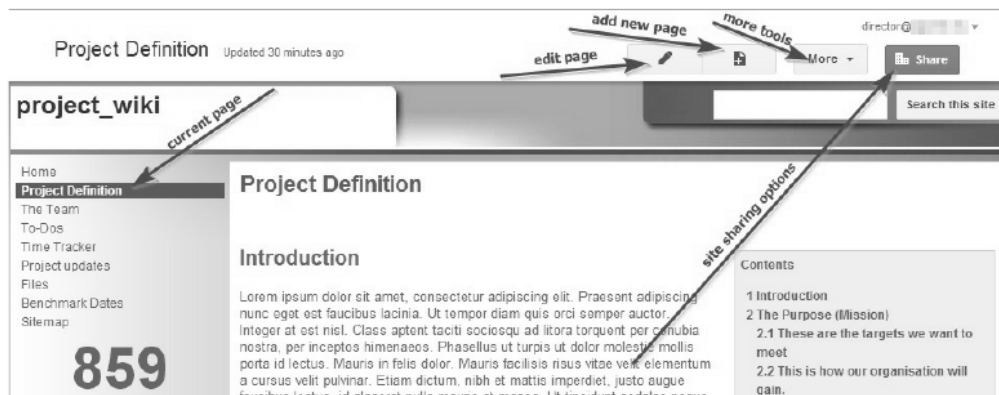 director@
add new page
more tools
Project Definition Updated 30 minutes ago
edit page
More
Share
project_wiki
Search this site
current page
Home
Project Definition
The Team
To-Dos
Time Tracker
Project updates
Files
Benchmark Dates
Sitemap
859
Project Definition
site sharing options
Introduction
Lorem ipsum dolor sit amet, consectetur adipiscing elit. Praesent adipiscing
nunc eget est faucibus lacinia. Ut tempor diam quis orci semper auctor.
Integer at est nisl. Class aptent taciti sociosqu ad litora torquent per conubia
nostra, per inceptos himenaeos. Phasellus ut turpis ut dolor molestie mollis
porta id lectus. Mauris in felis dolor. Mauris facilisis risus vitae velit elementum
a cursus velit pulvinar. Etiam dictum, nibh et mattis imperdiet, justo augue
Contents
1 Introduction
2 The Purpose (Mission)
2.1 These are the targets we want to
meet
2.2 This is how our organisation will
gain.